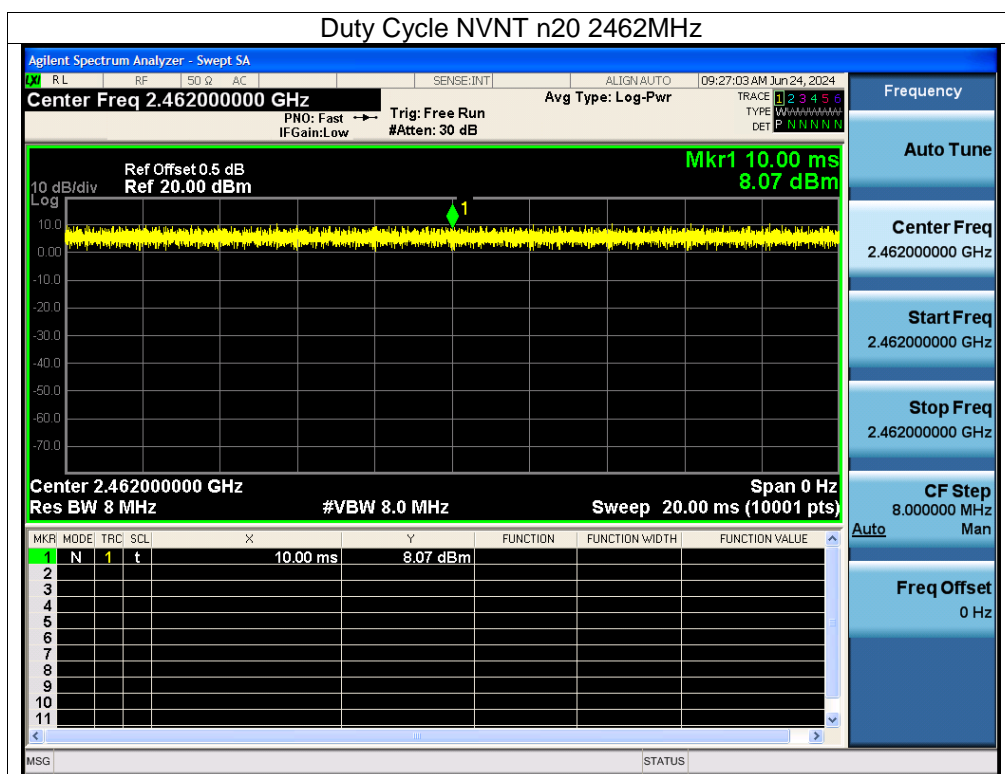 Duty Cycle NVNT n20 2462MHz
Agilent Spectrum Analyzer - Swept SA
LXI RL RF 50 Ω AC SENSE:INT ALIGN AUTO 09:27:03 AM Jun 24, 2024
Center Freq 2.462000000 GHz
PNO: Fast
IFGain:Low
Trig: Free Run
#Atten: 30 dB
Avg Type: Log-Pwr
TRACE 1 2 3 4 5 6
TYPE WWWWWW
DET P N N N N N
Mkr1 10.00 ms
8.07 dBm
Ref Offset 0.5 dB
10 dB/div Ref 20.00 dBm
Log
1
10.0
0.00
-10.0
-20.0
-30.0
-40.0
-50.0
-60.0
-70.0
Center 2.462000000 GHz Span 0 Hz
Res BW 8 MHz #VBW 8.0 MHz Sweep 20.00 ms (10001 pts)
MKR MODE TRC SCL X Y FUNCTION FUNCTION WIDTH FUNCTION VALUE
1 N 1 t 10.00 ms 8.07 dBm
2
3
4
5
6
7
8
9
10
11
MSG STATUS
Frequency
Auto Tune
Center Freq
2.462000000 GHz
Start Freq
2.462000000 GHz
Stop Freq
2.462000000 GHz
CF Step
8.000000 MHz
Auto Man
Freq Offset
0 Hz